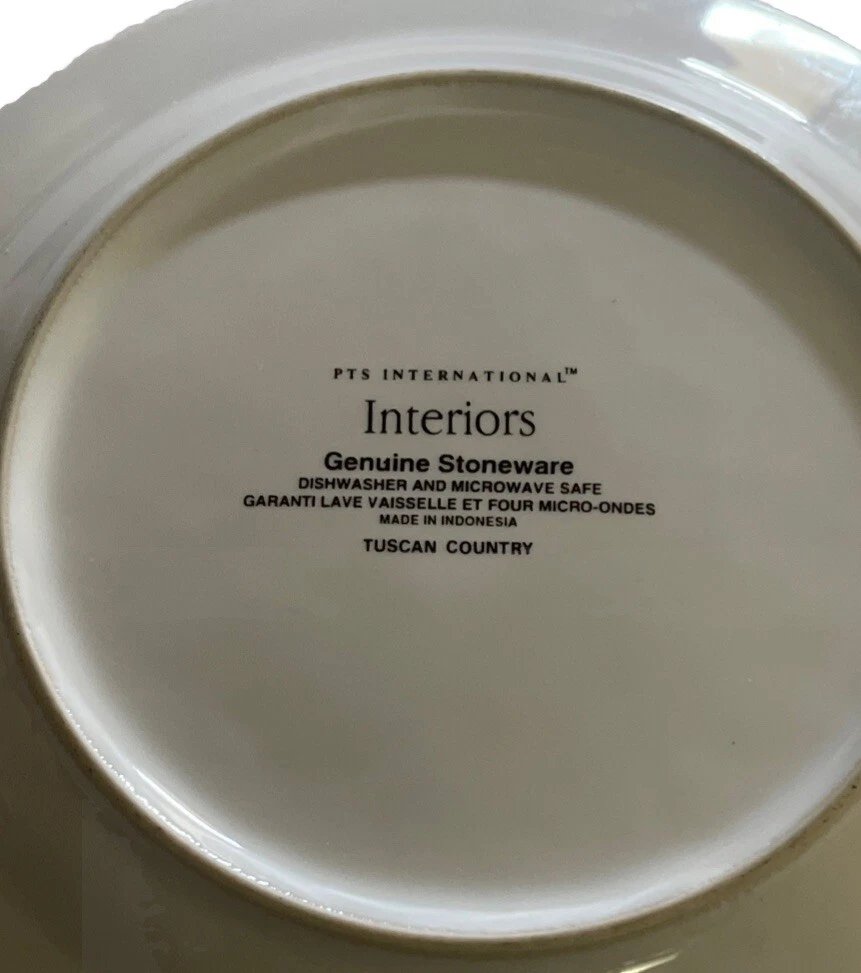 PTS INTERNATIONAL™
Interiors
Genuine Stoneware
DISHWASHER AND MICROWAVE SAFE
GARANTI LAVE VAISSELLE ET FOUR MICRO-ONDES
MADE IN INDONESIA
TUSCAN COUNTRY